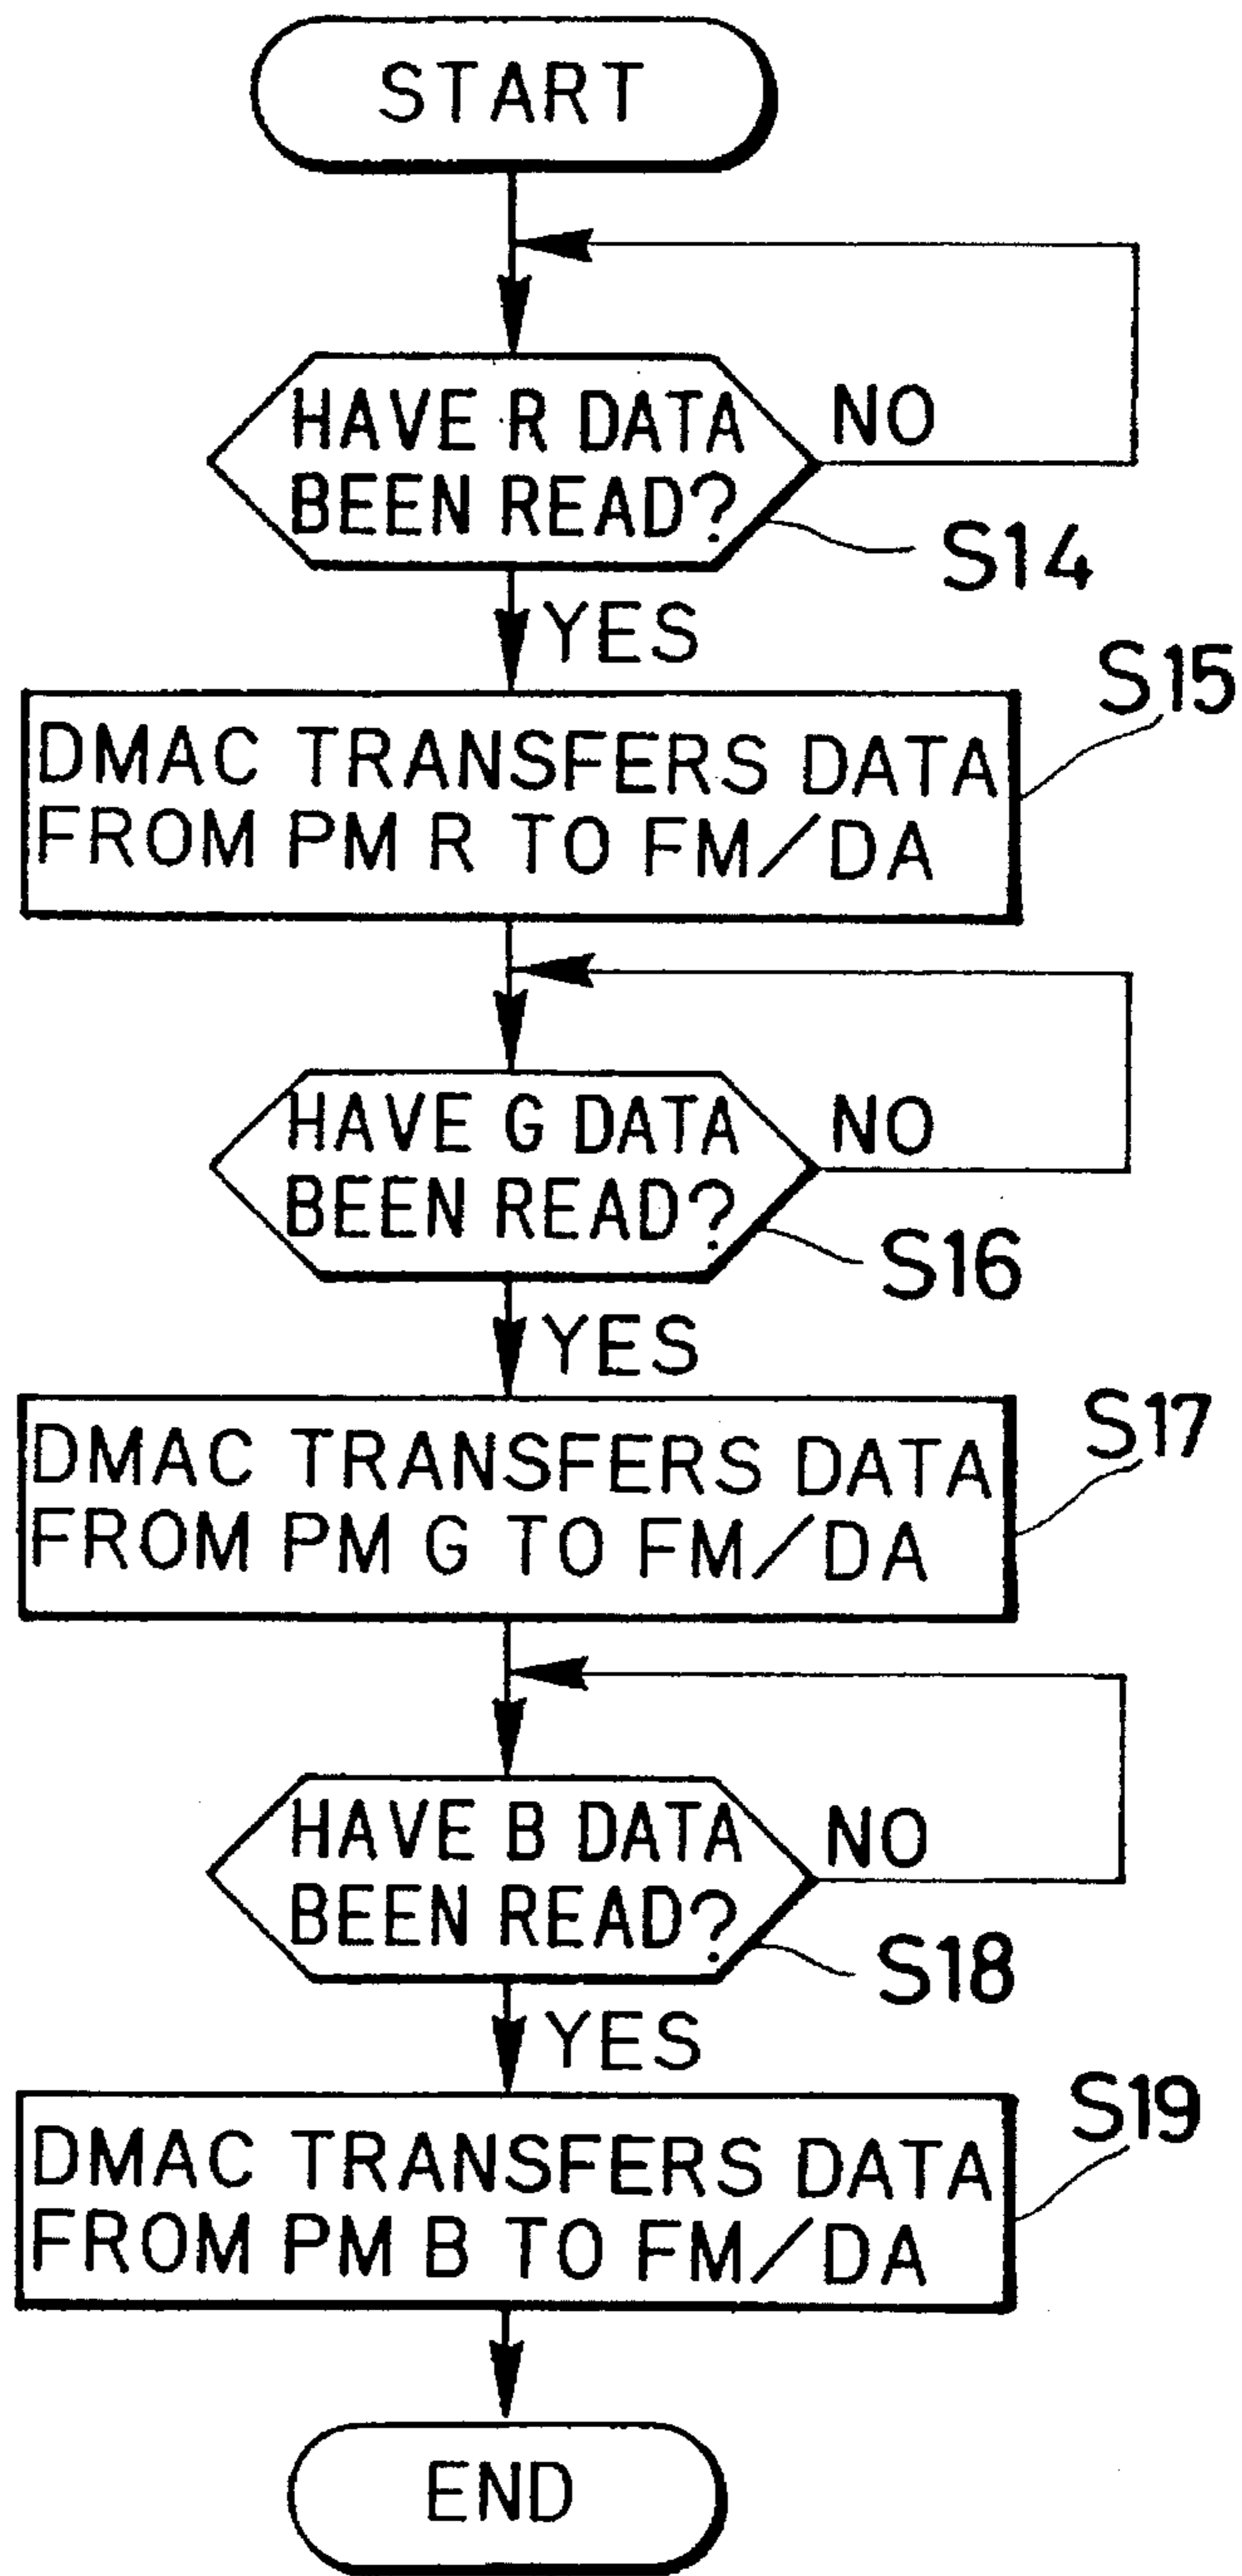 START
HAVE R DATA
BEEN READ?
NO
S14
YES
S15
DMAC TRANSFERS DATA
FROM PM R TO FM/DA
HAVE G DATA
BEEN READ?
NO
S16
YES
S17
DMAC TRANSFERS DATA
FROM PM G TO FM/DA
HAVE B DATA
BEEN READ?
NO
S18
YES
S19
DMAC TRANSFERS DATA
FROM PM B TO FM/DA
END